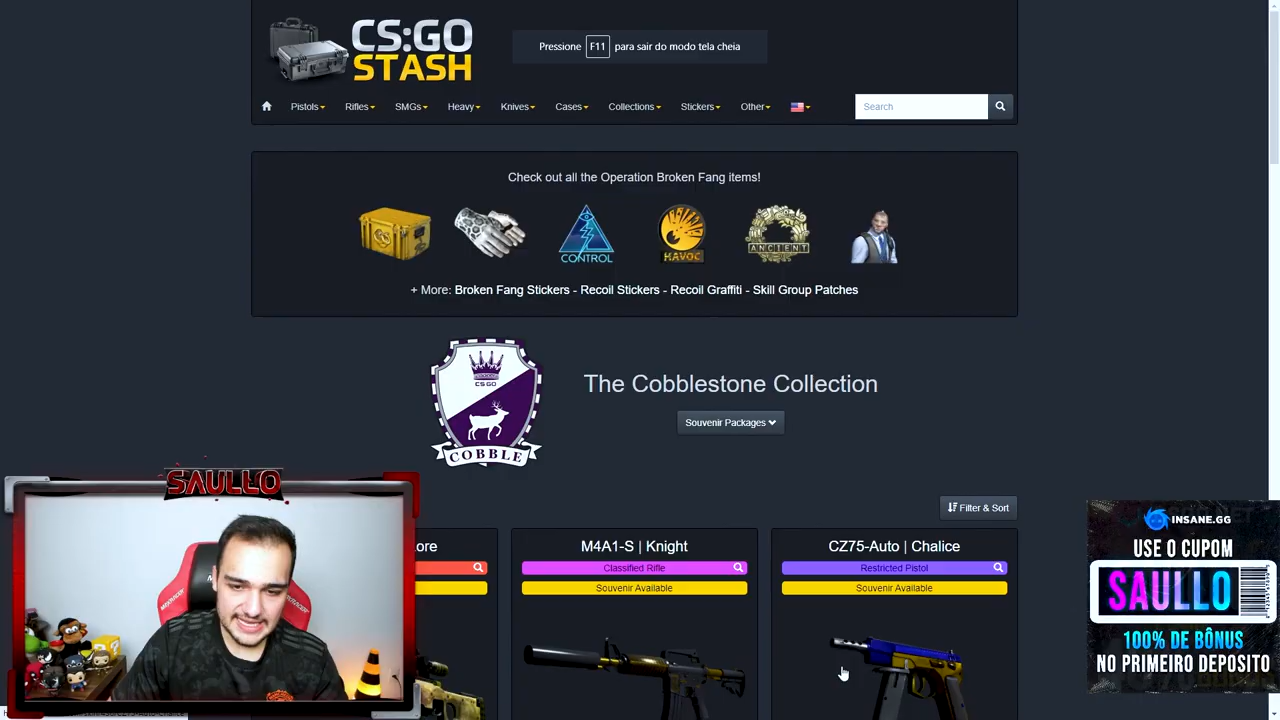 CS:GO
STASH
Pressione F11 para sair do modo tela cheia
Pistols Rifles SMGs Heavy Knives Cases Collections Stickers Other
Search
Check out all the Operation Broken Fang items!
CONTROL
HAVOC
ANCIENT
+ More: Broken Fang Stickers - Recoil Stickers - Recoil Graffiti - Skill Group Patches
CS GO
COBBLE
The Cobblestone Collection
Souvenir Packages
Filter & Sort
ore
M4A1-S | Knight
Classified Rifle
Souvenir Available
CZ75-Auto | Chalice
Restricted Pistol
Souvenir Available
SAULLO
INSANE.GG
USE O CUPOM
SAULLO
100% DE BÔNUS
NO PRIMEIRO DEPOSITO